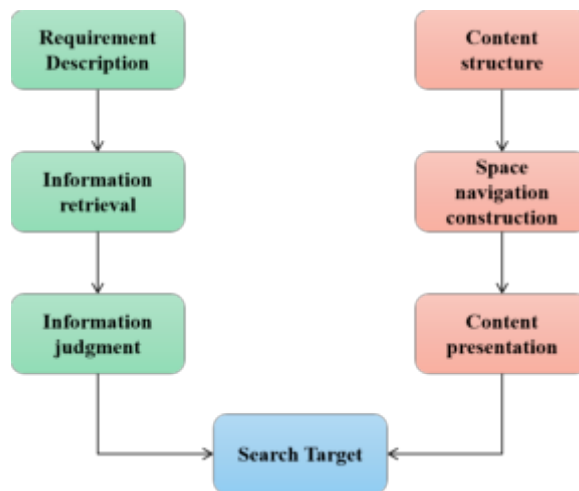 Requirement
Description
Information
retrieval
Information
judgment
Content
structure
Space
navigation
construction
Content
presentation
Search Target